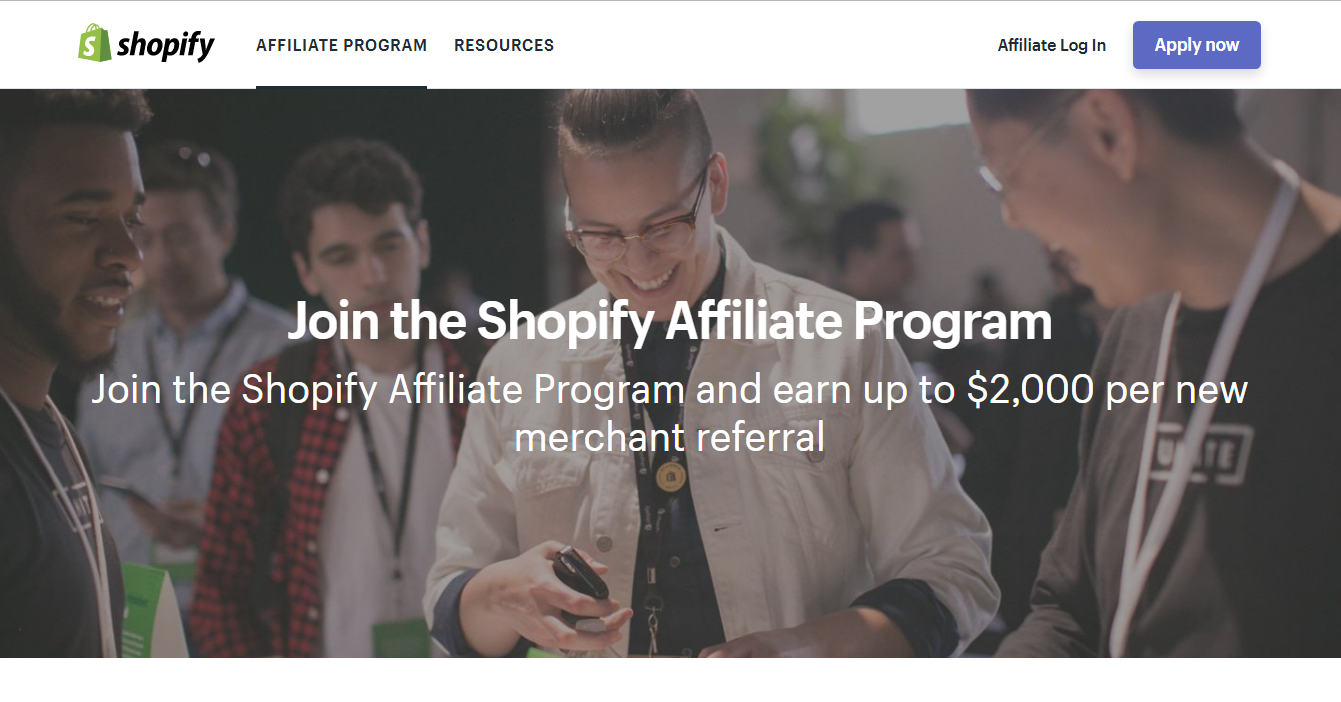 shopify
AFFILIATE PROGRAM
RESOURCES
Affiliate Log In
Apply now
Join the Shopify Affiliate Program
Join the Shopify Affiliate Program and earn up to $2,000 per new
merchant referral